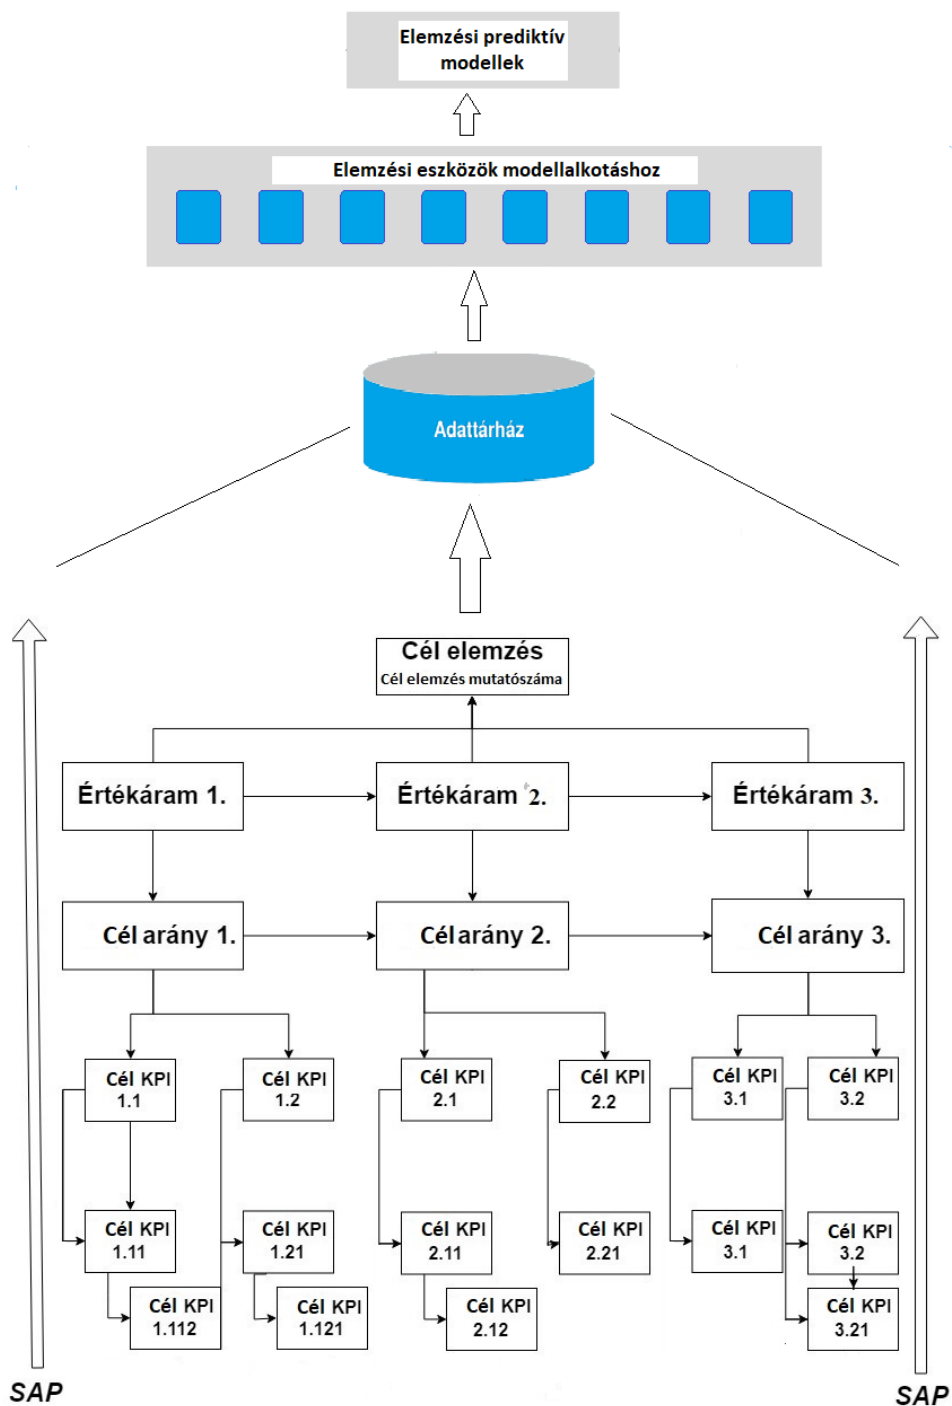 Elemzési prediktív
modellek
Elemzési eszközök modellalkotáshoz
Adattárház
Cél elemzés
Cél elemzés mutatószáma
Értékáram 1.
Értékáram 2.
Értékáram 3.
Cél arány 1.
Cél arány 2.
Cél arány 3.
Cél KPI
1.1
Cél KPI
1.2
Cél KPI
2.1
Cél KPI
2.2
Cél KPI
3.1
Cél KPI
3.2
Cél KPI
1.11
Cél KPI
1.21
Cél KPI
2.11
Cél KPI
2.21
Cél KPI
3.1
Cél KPI
3.2
Cél KPI
1.112
Cél KPI
1.121
Cél KPI
2.12
Cél KPI
3.21
SAP
SAP